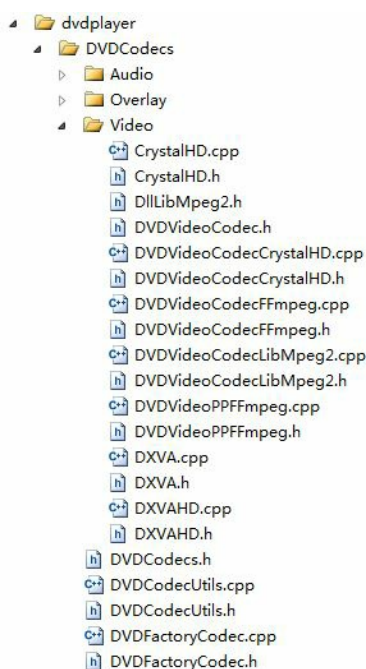 dvdplayer
DVDCodecs
Audio
Overlay
Video
CrystalHD.cpp
CrystalHD.h
DllLibMpeg2.h
DVDVideoCodec.h
DVDVideoCodecCrystalHD.cpp
DVDVideoCodecCrystalHD.h
DVDVideoCodecFFmpeg.cpp
DVDVideoCodecFFmpeg.h
DVDVideoCodecLibMpeg2.cpp
DVDVideoCodecLibMpeg2.h
DVDVideoPPFFmpeg.cpp
DVDVideoPPFFmpeg.h
DXVA.cpp
DXVA.h
DXVAHD.cpp
DXVAHD.h
DVDCodecs.h
DVDCodecUtils.cpp
DVDCodecUtils.h
DVDFactoryCodec.cpp
DVDFactoryCodec.h